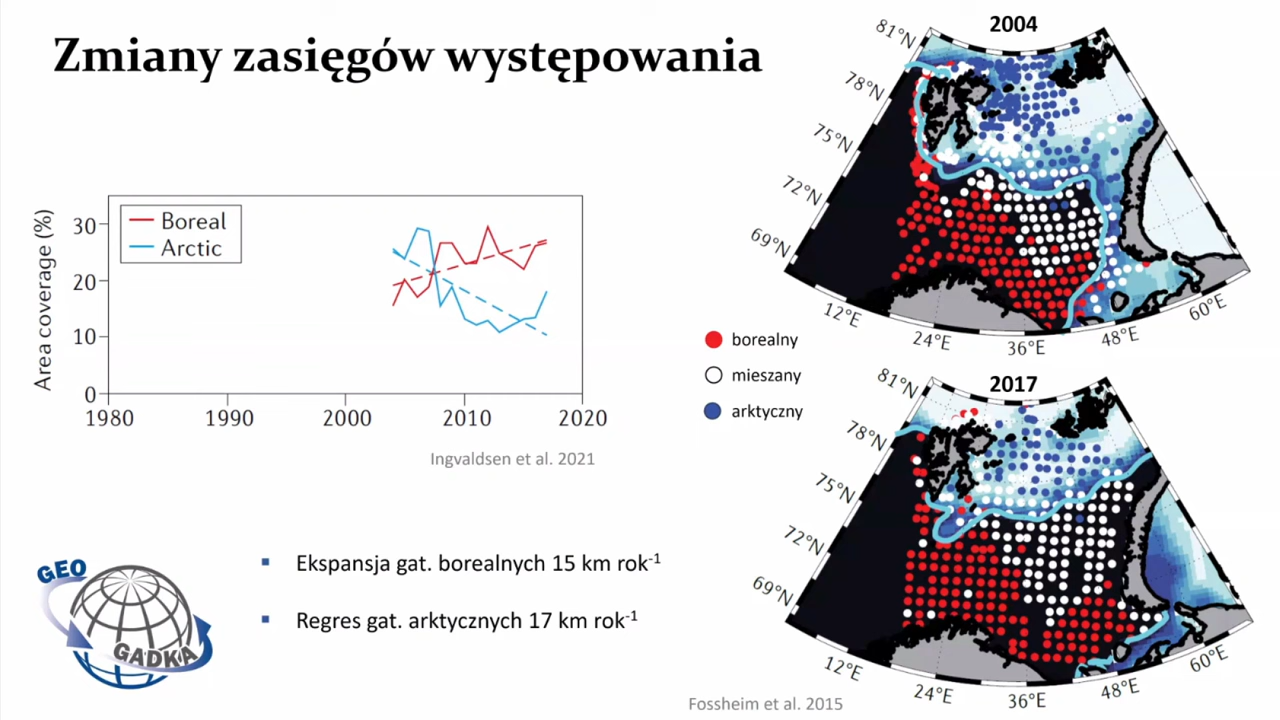 Zmiany zasięgów występowania
2004
81°N
78°N
75°N
72°N
69°N
12°E
24°E
36°E
48°E
60°E
Area coverage (%)
30
20
10
0
Boreal
Arctic
1980
1990
2000
2010
2020
Ingvaldsen et al. 2021
borealny
mieszany
arktyczny
2017
81°N
78°N
75°N
72°N
69°N
12°E
24°E
36°E
48°E
60°E
▪ Ekspansja gat. borealnych 15 km rok⁻¹
▪ Regres gat. arktycznych 17 km rok⁻¹
GEO
GADKA
Fossheim et al. 2015